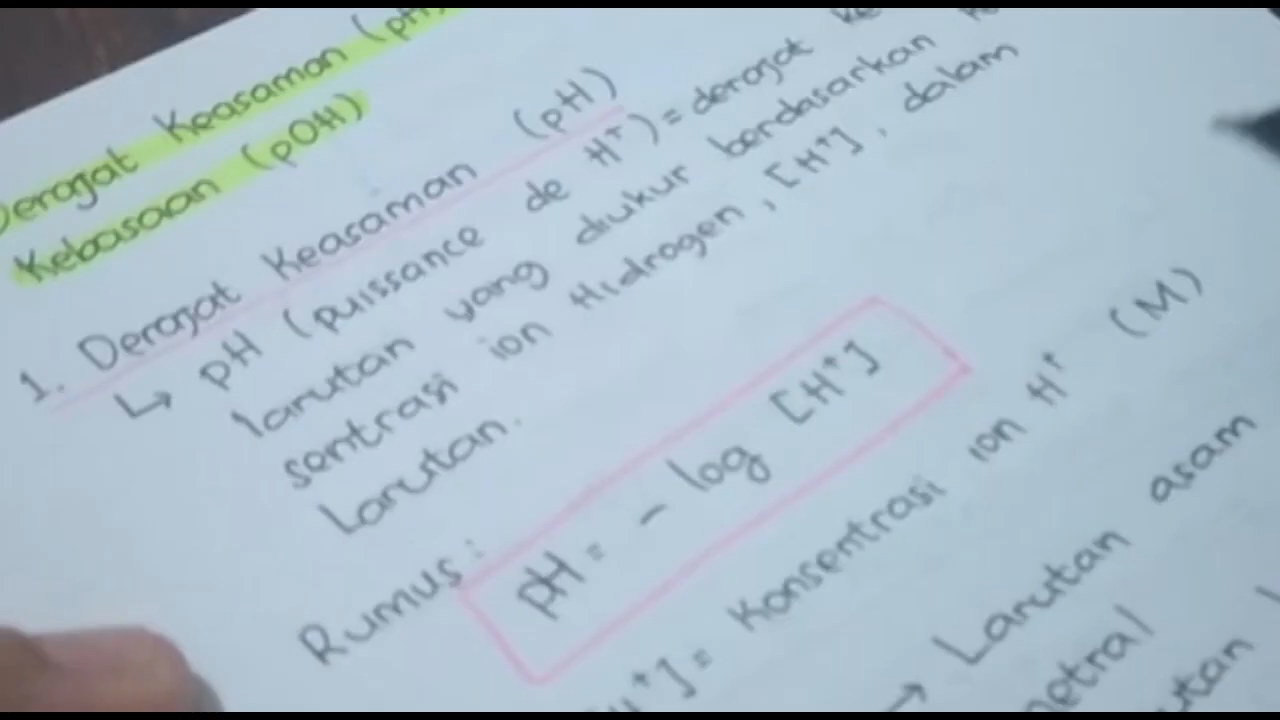 Derajat Keasaman (pH)
Kebasaan (pOH)
1. Derajat Keasaman (pH)
↳ pH (puissance de H⁺) = derajat
larutan yang diukur berdasarkan
sentrasi ion Hidrogen, [H⁺], dalam
Larutan.
Rumus: pH = - log [H⁺]
[H⁺] = Konsentrasi ion H⁺ (M)
→ Larutan asam